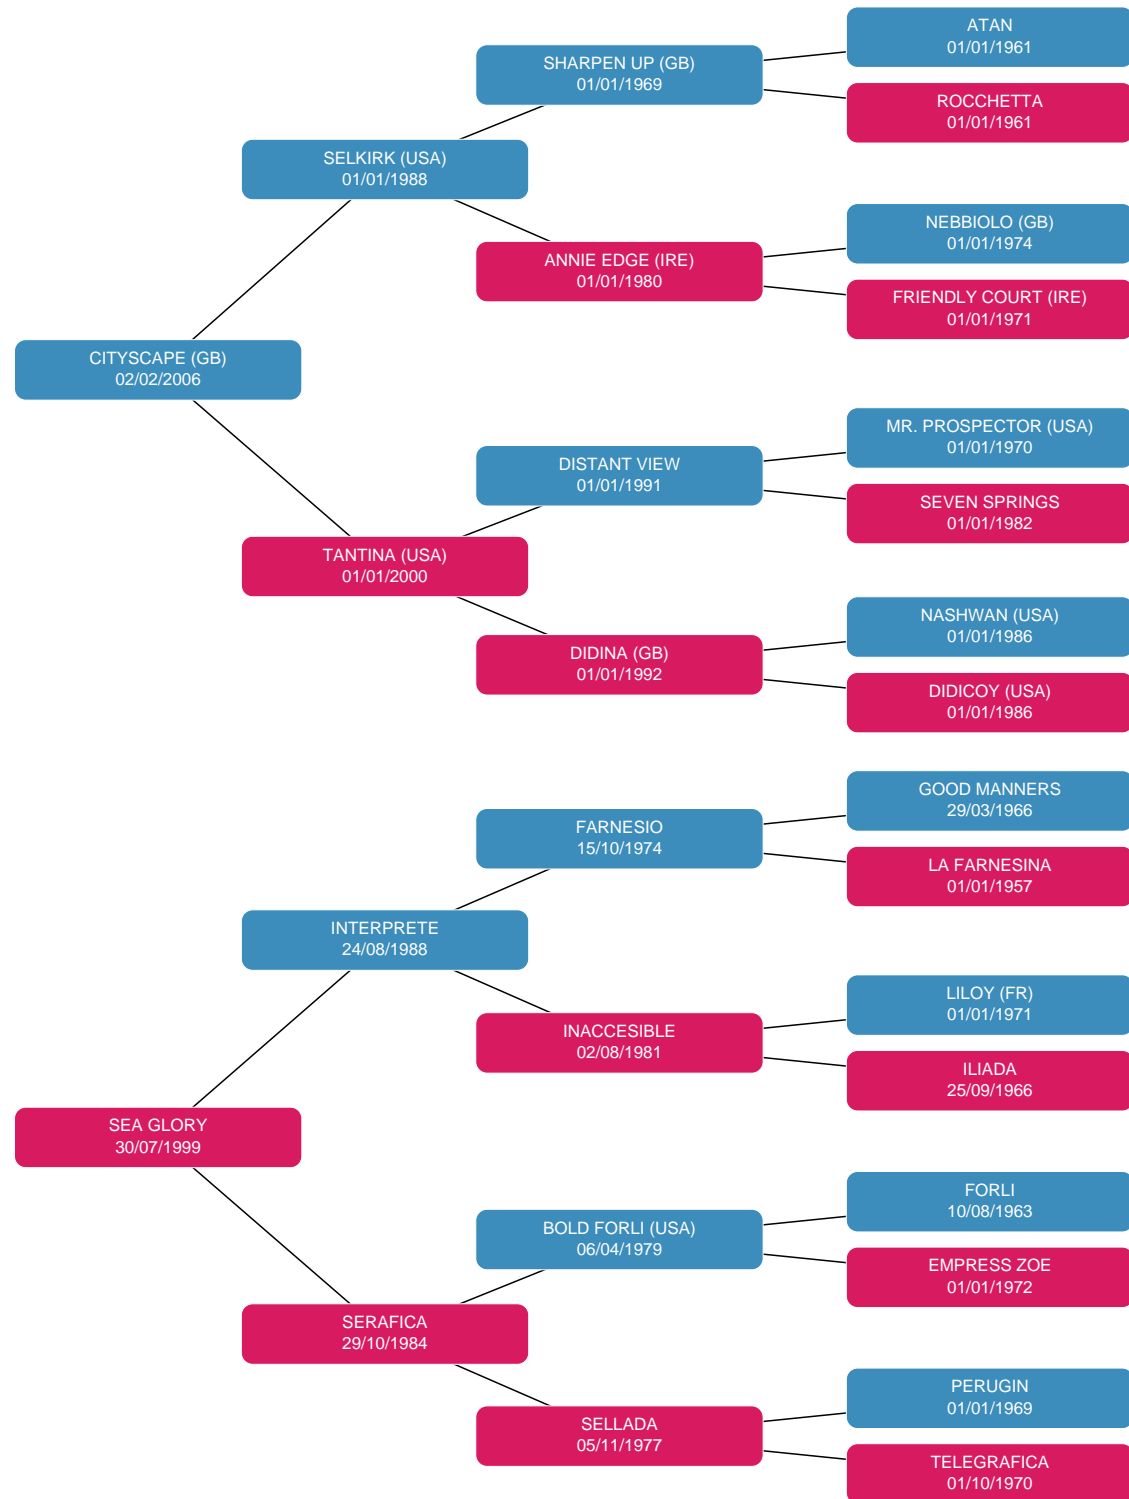 ATAN
01/01/1961
SHARPEN UP (GB)
01/01/1969
ROCCHETTA
01/01/1961
SELKIRK (USA)
01/01/1988
NEBBIOLO (GB)
01/01/1974
ANNIE EDGE (IRE)
01/01/1980
FRIENDLY COURT (IRE)
01/01/1971
CITYSCAPE (GB)
02/02/2006
MR. PROSPECTOR (USA)
01/01/1970
DISTANT VIEW
01/01/1991
SEVEN SPRINGS
01/01/1982
TANTINA (USA)
01/01/2000
NASHWAN (USA)
01/01/1986
DIDINA (GB)
01/01/1992
DIDICOY (USA)
01/01/1986
GOOD MANNERS
29/03/1966
FARNESIO
15/10/1974
LA FARNESINA
01/01/1957
INTERPRETE
24/08/1988
LILOY (FR)
01/01/1971
INACCESIBLE
02/08/1981
ILIADA
25/09/1966
SEA GLORY
30/07/1999
FORLI
10/08/1963
BOLD FORLI (USA)
06/04/1979
EMPRESS ZOE
01/01/1972
SERAFICA
29/10/1984
PERUGIN
01/01/1969
SELLADA
05/11/1977
TELEGRAFICA
01/10/1970